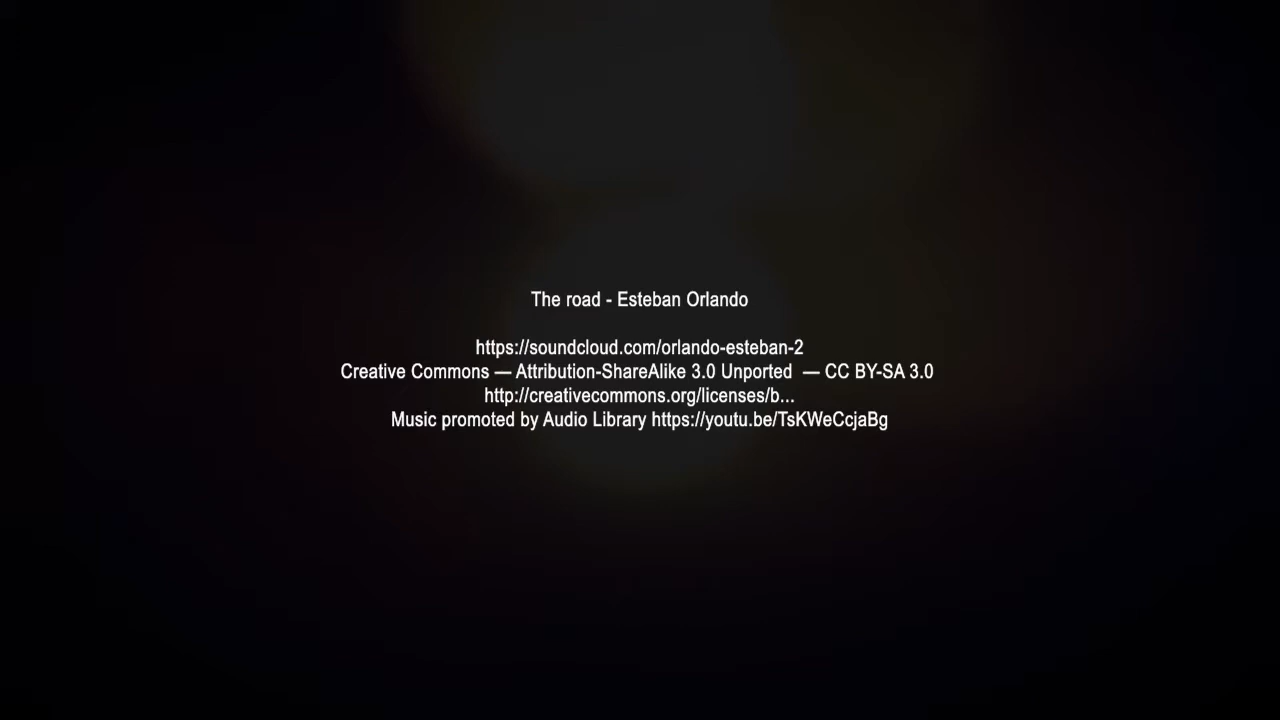 The road - Esteban Orlando
https://soundcloud.com/orlando-esteban-2
Creative Commons — Attribution-ShareAlike 3.0 Unported — CC BY-SA 3.0
http://creativecommons.org/licenses/b...
Music promoted by Audio Library https://youtu.be/TsKWeCcjaBg